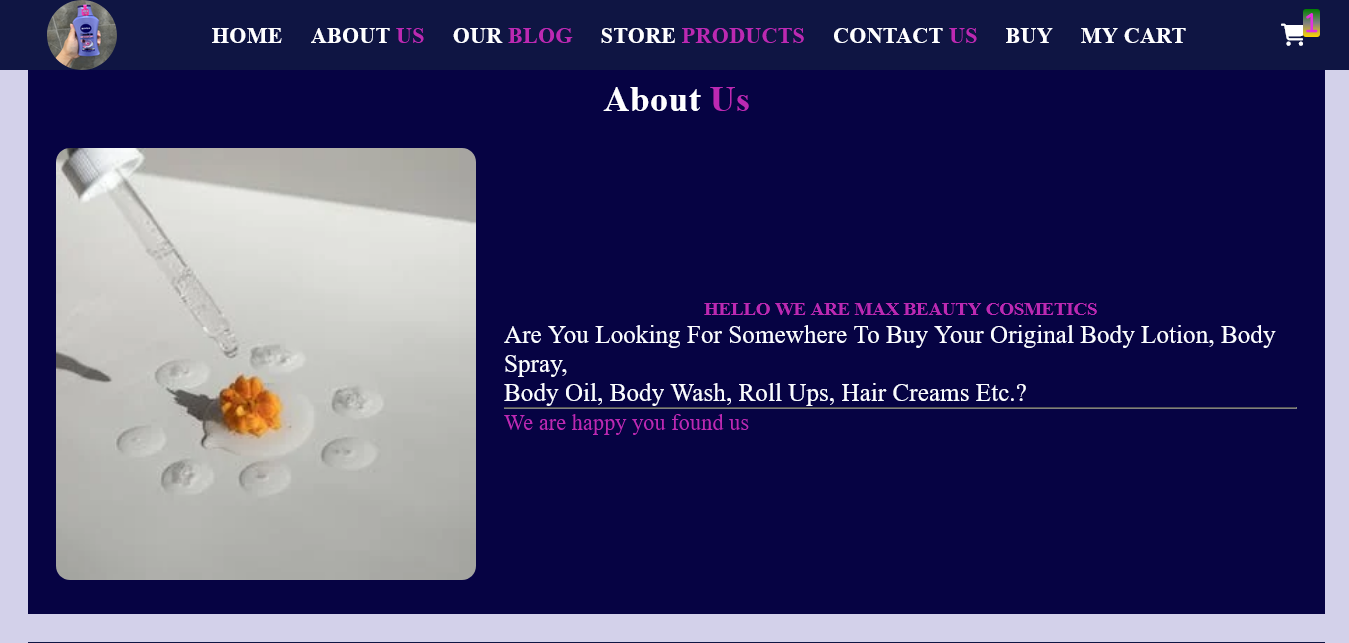 HOME ABOUT US OUR BLOG STORE PRODUCTS CONTACT US BUY MY CART 1
About Us
HELLO WE ARE MAX BEAUTY COSMETICS
Are You Looking For Somewhere To Buy Your Original Body Lotion, Body
Spray,
Body Oil, Body Wash, Roll Ups, Hair Creams Etc.?
We are happy you found us